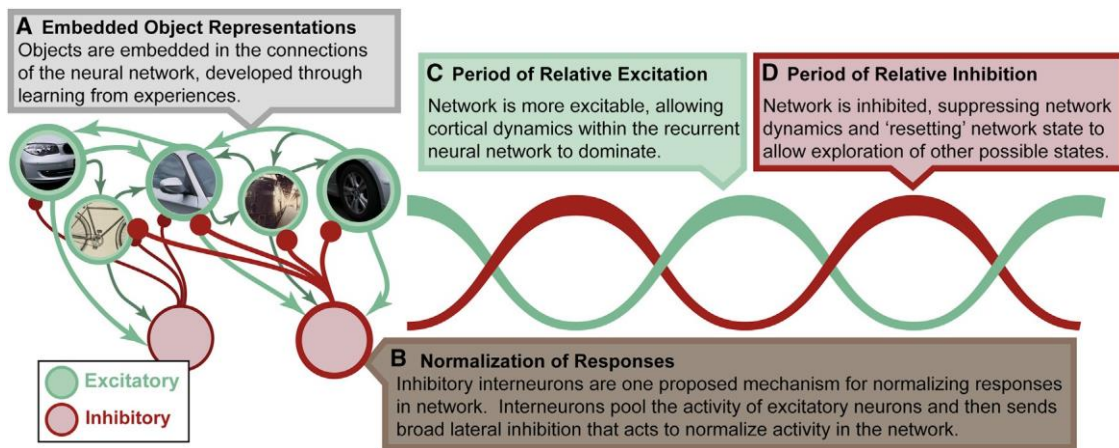 A Embedded Object Representations
Objects are embedded in the connections
of the neural network, developed through
learning from experiences.
C Period of Relative Excitation
Network is more excitable, allowing
cortical dynamics within the recurrent
neural network to dominate.
D Period of Relative Inhibition
Network is inhibited, suppressing network
dynamics and ‘resetting’ network state to
allow exploration of other possible states.
B Normalization of Responses
Inhibitory interneurons are one proposed mechanism for normalizing responses
in network. Interneurons pool the activity of excitatory neurons and then sends
broad lateral inhibition that acts to normalize activity in the network.
Excitatory
Inhibitory